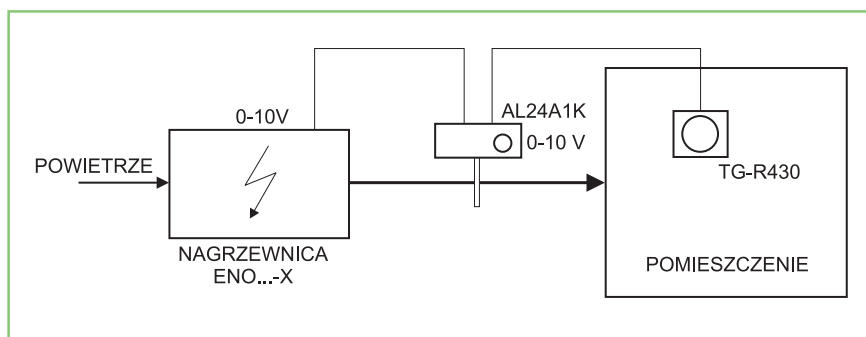 0-10V
AL24A1K
0-10 V
POWIETRZE
TG-R430
NAGRZEWNICA
ENO...-X
POMIESZCZENIE